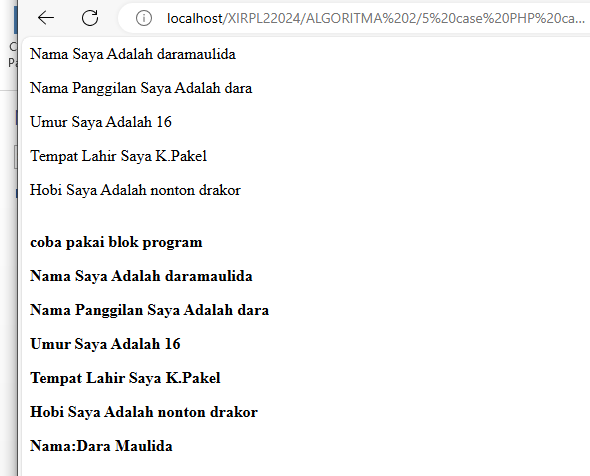 localhost/XIRPL22024/ALGORITMA%202/5%20case%20PHP%20ca...
Nama Saya Adalah daramaulida
Nama Panggilan Saya Adalah dara
Umur Saya Adalah 16
Tempat Lahir Saya K.Pakel
Hobi Saya Adalah nonton drakor
coba pakai blok program
Nama Saya Adalah daramaulida
Nama Panggilan Saya Adalah dara
Umur Saya Adalah 16
Tempat Lahir Saya K.Pakel
Hobi Saya Adalah nonton drakor
Nama:Dara Maulida